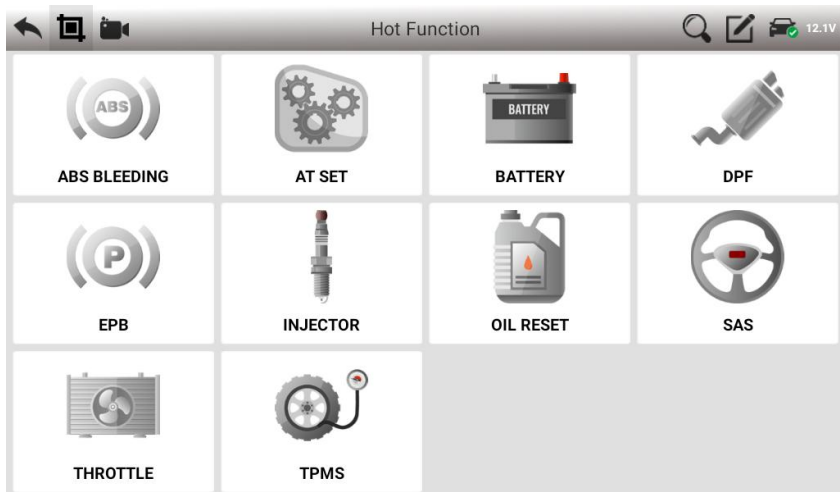 Hot Function
12.1V
ABS
ABS BLEEDING
AT SET
BATTERY
BATTERY
DPF
P
EPB
INJECTOR
OIL RESET
SAS
THROTTLE
TPMS